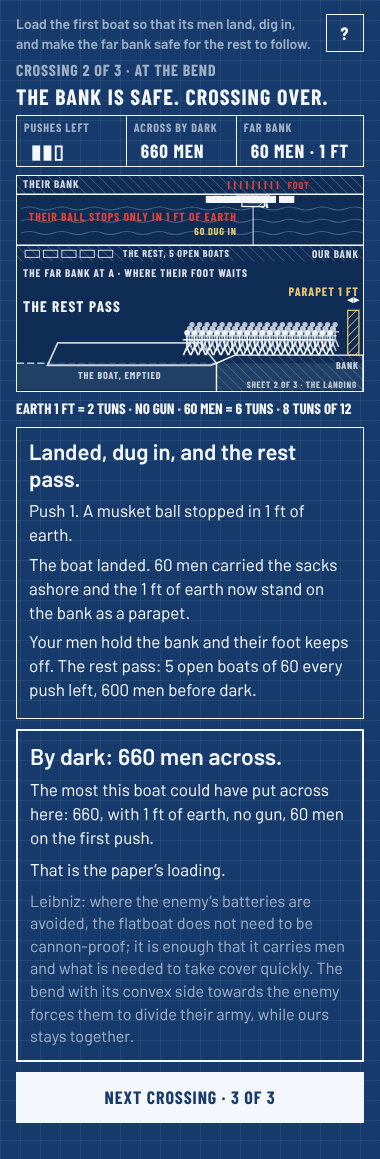 Load the first boat so that its men land, dig in,
and make the far bank safe for the rest to follow.
?
CROSSING 2 OF 3 · AT THE BEND
THE BANK IS SAFE. CROSSING OVER.
PUSHES LEFT
ACROSS BY DARK
660 MEN
FAR BANK
60 MEN · 1 FT
THEIR BANK
FOOT
A
THEIR BALL STOPS ONLY IN 1 FT OF EARTH
60 DUG IN
THE REST, 5 OPEN BOATS
OUR BANK
THE FAR BANK AT A · WHERE THEIR FOOT WAITS
PARAPET 1 FT
THE REST PASS
BANK
THE BOAT, EMPTIED
SHEET 2 OF 3 · THE LANDING
EARTH 1 FT = 2 TUNS · NO GUN · 60 MEN = 6 TUNS · 8 TUNS OF 12
Landed, dug in, and the rest
pass.
Push 1. A musket ball stopped in 1 ft of
earth.
The boat landed. 60 men carried the sacks
ashore and the 1 ft of earth now stand on
the bank as a parapet.
Your men hold the bank and their foot keeps
off. The rest pass: 5 open boats of 60 every
push left, 600 men before dark.
By dark: 660 men across.
The most this boat could have put across
here: 660, with 1 ft of earth, no gun, 60 men
on the first push.
That is the paper's loading.
Leibniz: where the enemy's batteries are
avoided, the flatboat does not need to be
cannon-proof; it is enough that it carries men
and what is needed to take cover quickly. The
bend with its convex side towards the enemy
forces them to divide their army, while ours
stays together.
NEXT CROSSING · 3 OF 3